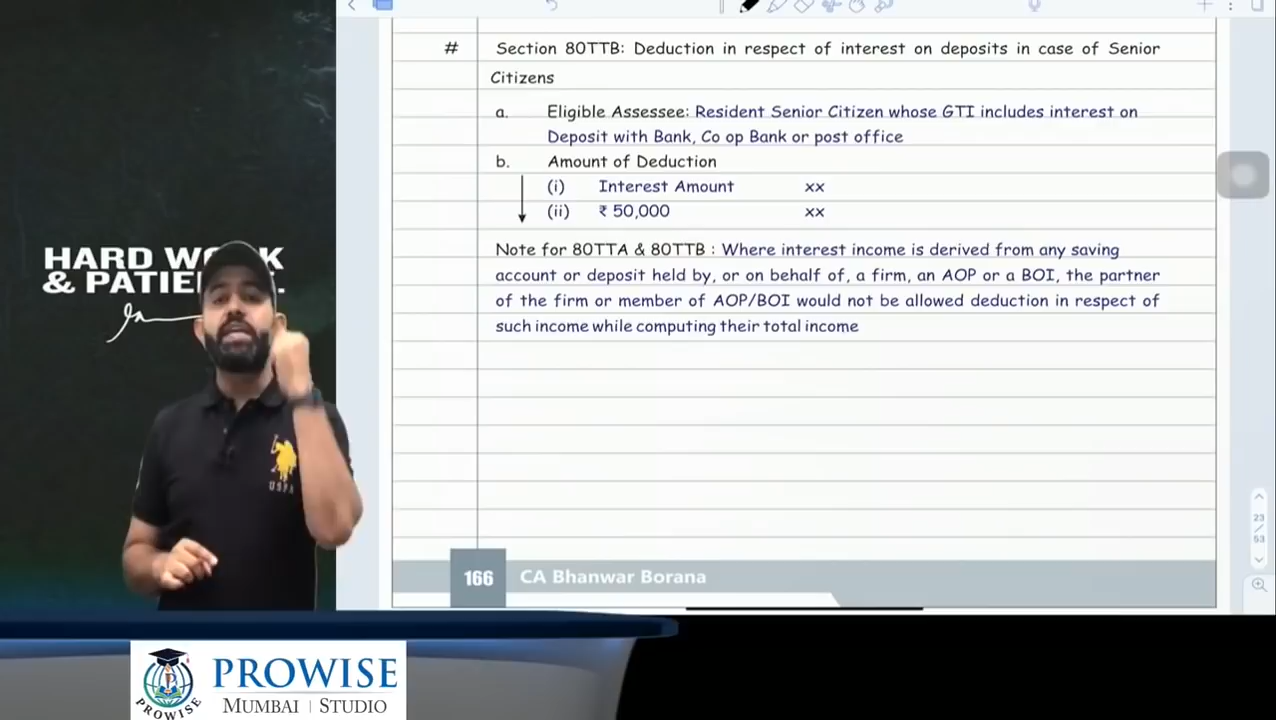 # Section 80TTB: Deduction in respect of interest on deposits in case of Senior
Citizens
a. Eligible Assessee: Resident Senior Citizen whose GTI includes interest on
Deposit with Bank, Co op Bank or post office
b. Amount of Deduction
(i) Interest Amount xx
(ii) ₹ 50,000 xx
Note for 80TTA & 80TTB : Where interest income is derived from any saving
account or deposit held by, or on behalf of, a firm, an AOP or a BOI, the partner
of the firm or member of AOP/BOI would not be allowed deduction in respect of
such income while computing their total income
166 CA Bhanwar Borana
23
/
53
HARD
&
USPA
PROWISE
MUMBAI | STUDIO
PROWISE